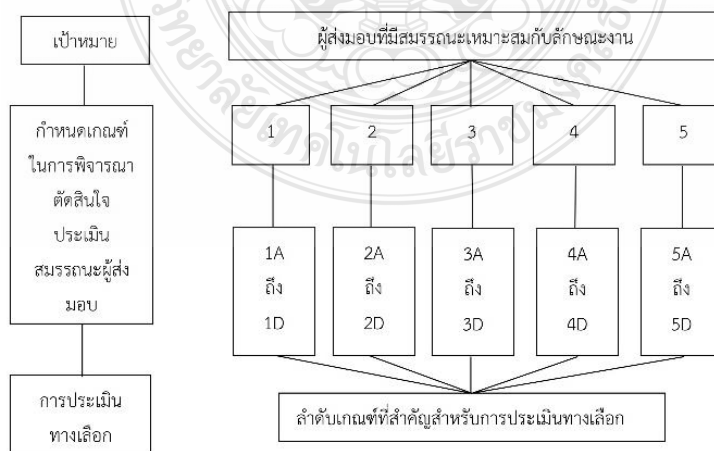 เป้าหมาย
ผู้ส่งมอบที่มีสมรรถนะเหมาะสมกับลักษณะงาน
กำหนดเกณฑ์
ในการพิจารณา
ตัดสินใจ
ประเมิน
สมรรถนะผู้ส่ง
มอบ
1 2 3 4 5
1A 2A 3A 4A 5A
ถึง ถึง ถึง ถึง ถึง
1D 2D 3D 4D 5D
การประเมิน
ทางเลือก
ลำดับเกณฑ์ที่สำคัญสำหรับการประเมินทางเลือก